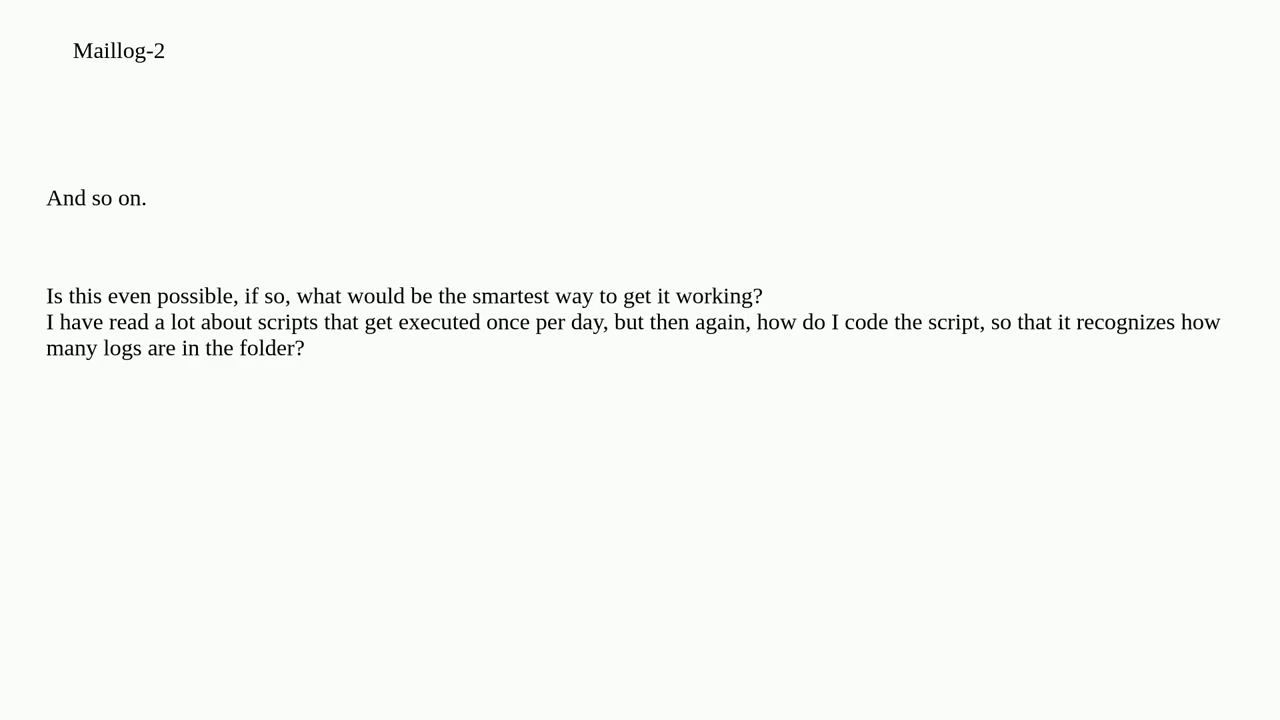 Maillog-2
And so on.
Is this even possible, if so, what would be the smartest way to get it working?
I have read a lot about scripts that get executed once per day, but then again, how do I code the script, so that it recognizes how
many logs are in the folder?